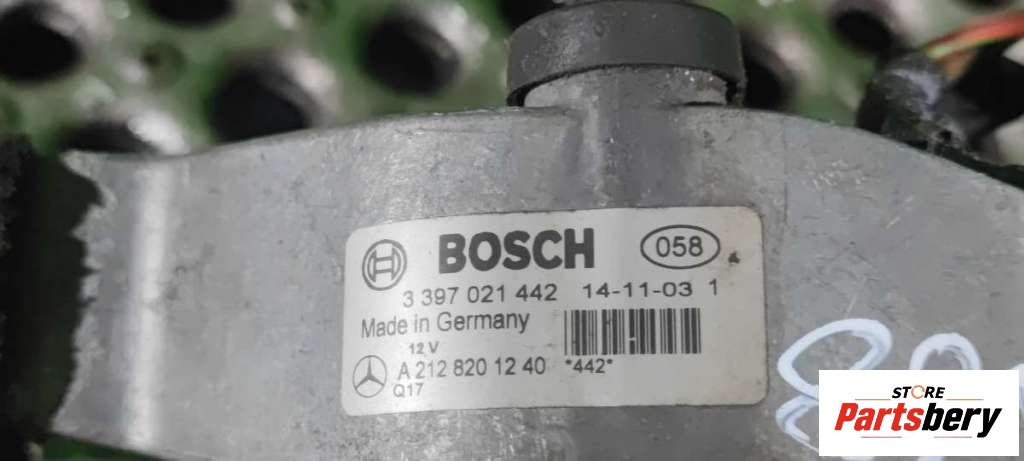 BOSCH 058
3 397 021 442 14-11-03 1
Made in Germany
12 V
A 212 820 12 40 *442*
Q17
STORE
Partsbery